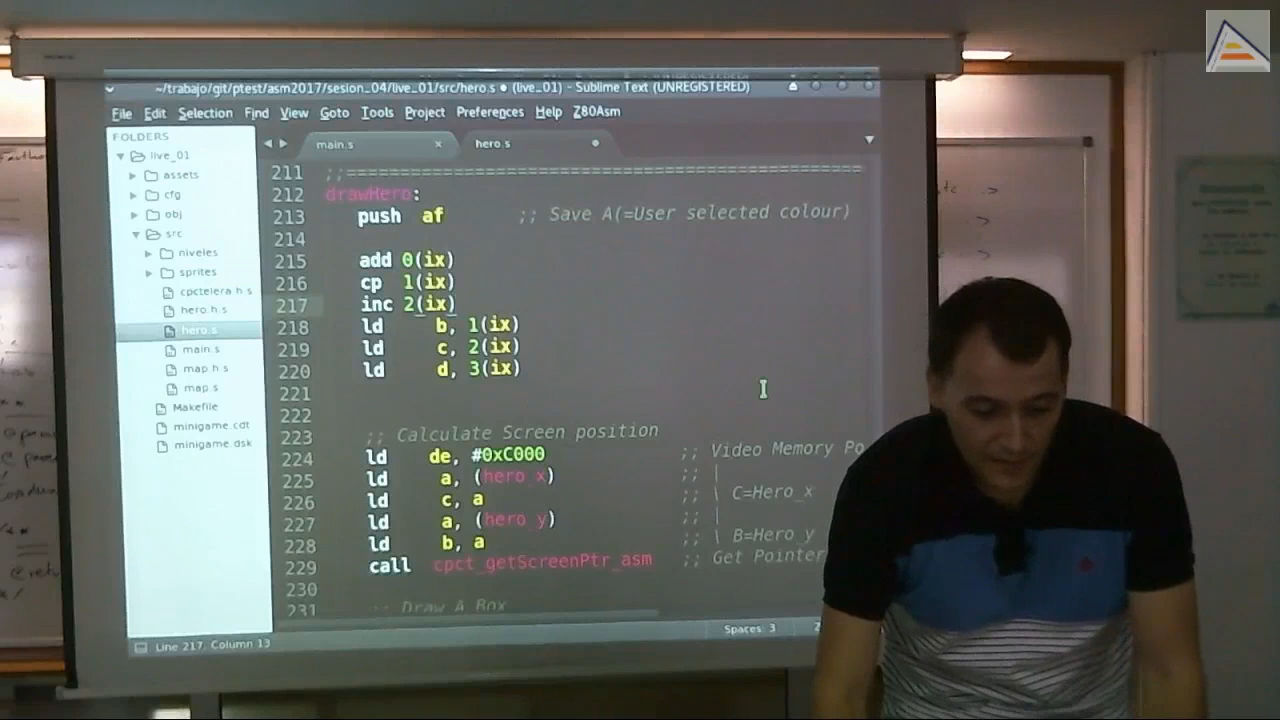 ~/trabajo/git/ptest/asm2017/sesion_04/live_01/src/hero.s • (live_01) - Sublime Text (UNREGISTERED)
File Edit Selection Find View Goto Tools Project Preferences Help Z80Asm
FOLDERS
live_01
assets
cfg
obj
src
niveles
sprites
cpctelera.h.s
hero.h.s
hero.s
main.s
map.h.s
map.s
Makefile
minigame.cdt
minigame.dsk
main.s × hero.s •
211 ;;==================================================
212 drawHero:
213 push af ;; Save A(=User selected colour)
214
215 add 0(ix)
216 cp 1(ix)
217 inc 2(ix)
218 ld b, 1(ix)
219 ld c, 2(ix)
220 ld d, 3(ix)
221
222
223 ;; Calculate Screen position
224 ld de, #0xC000 ;; Video Memory Po
225 ld a, (hero_x) ;; |
226 ld c, a ;; \ C=Hero_x
227 ld a, (hero_y) ;; |
228 ld b, a ;; \ B=Hero_y
229 call cpct_getScreenPtr_asm ;; Get Pointer
230
231 ;; Draw A Box
Line 217, Column 13 Spaces: 3